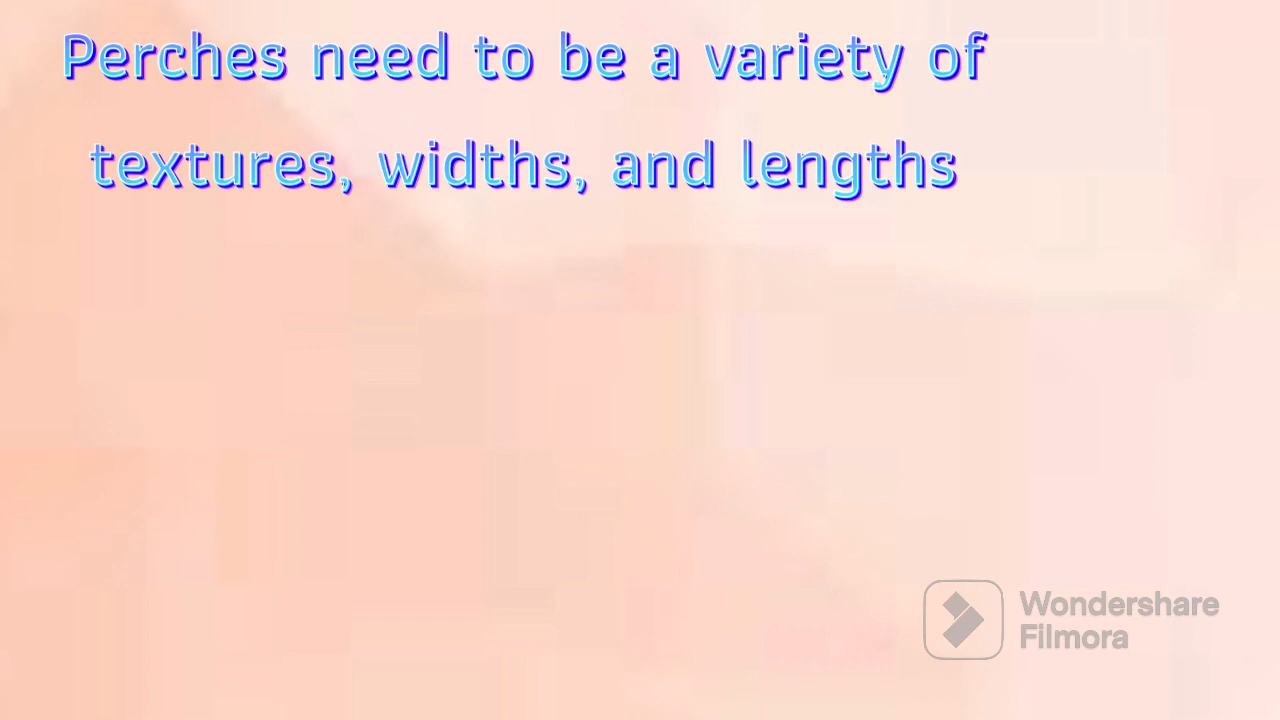 Perches need to be a variety of
textures, widths, and lengths
Wondershare
Filmora